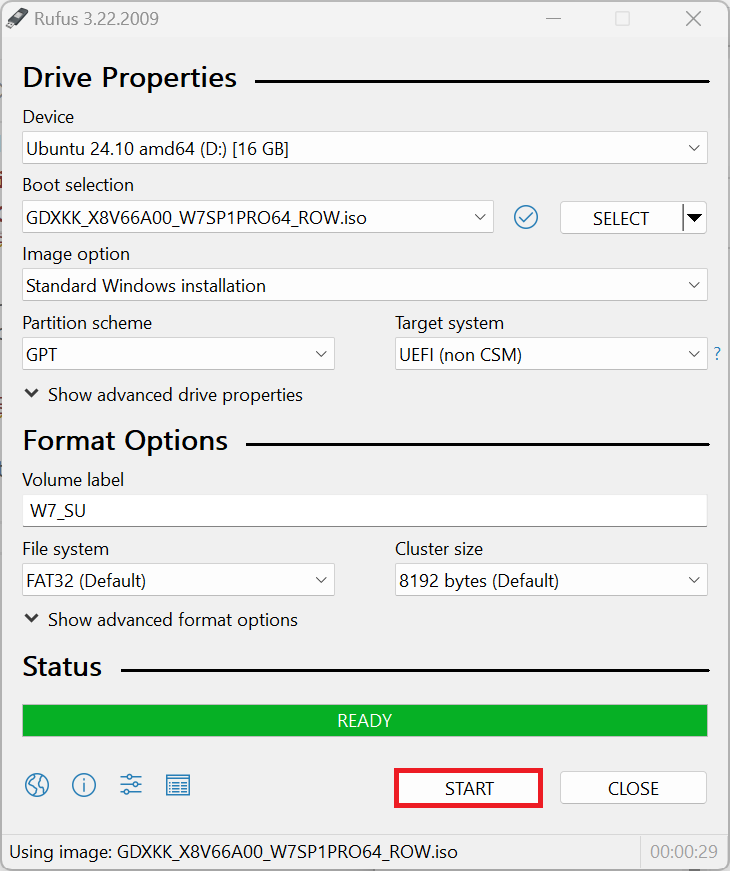 Rufus 3.22.2009
Drive Properties
Device
Ubuntu 24.10 amd64 (D:) [16 GB]
Boot selection
GDXKK_X8V66A00_W7SP1PRO64_ROW.iso
SELECT
Image option
Standard Windows installation
Partition scheme
Target system
GPT
UEFI (non CSM)
?
Show advanced drive properties
Format Options
Volume label
W7_SU
File system
Cluster size
FAT32 (Default)
8192 bytes (Default)
Show advanced format options
Status
READY
START
CLOSE
Using image: GDXKK_X8V66A00_W7SP1PRO64_ROW.iso
00:00:29